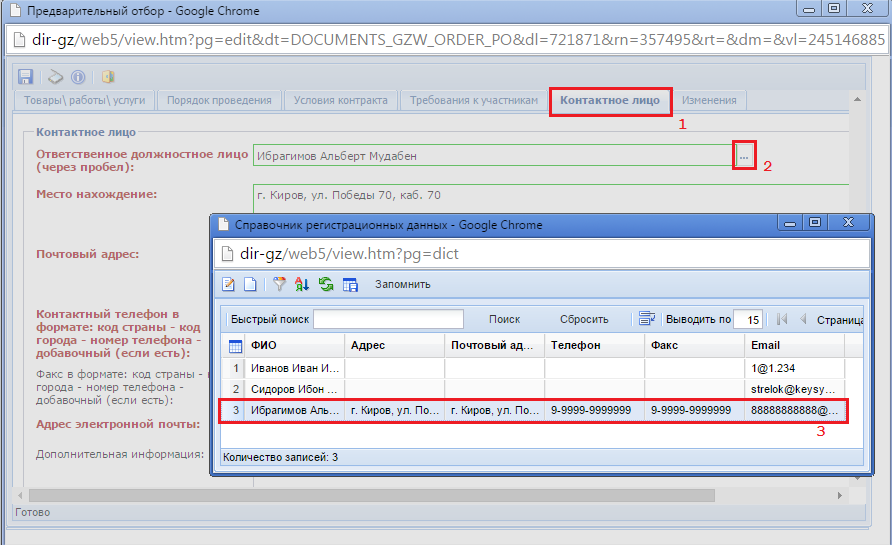 Предварительный отбор - Google Chrome
dir-gz/web5/view.htm?pg=edit&dt=DOCUMENTS_GZW_ORDER_PO&dl=721871&rn=357495&rt=&dm=&vl=245146885
Товары\ работы\ услуги Порядок проведения Условия контракта Требования к участникам Контактное лицо Изменения
1
Контактное лицо
Ответственное должностное лицо
(через пробел):
Ибрагимов Альберт Мудабен
...
2
Место нахождение:
г. Киров, ул. Победы 70, каб. 70
Почтовый адрес:
Контактный телефон в
формате: код страны - код
города - номер телефона -
добавочный (если есть):
Факс в формате: код страны -
города - номер телефона -
добавочный (если есть):
Адрес электронной почты:
Дополнительная информация:
Готово
Справочник регистрационных данных - Google Chrome
dir-gz/web5/view.htm?pg=dict
Запомнить
Быстрый поиск Поиск Сбросить Выводить по 15 Страница
ФИО Адрес Почтовый ад... Телефон Факс Email
1 Иванов Иван И... 1@1.234
2 Сидоров Ибон ... strelok@keysy...
3 Ибрагимов Аль... г. Киров, ул. По... г. Киров, ул. По... 9-9999-9999999 9-9999-9999999 88888888888@...
3
Количество записей: 3